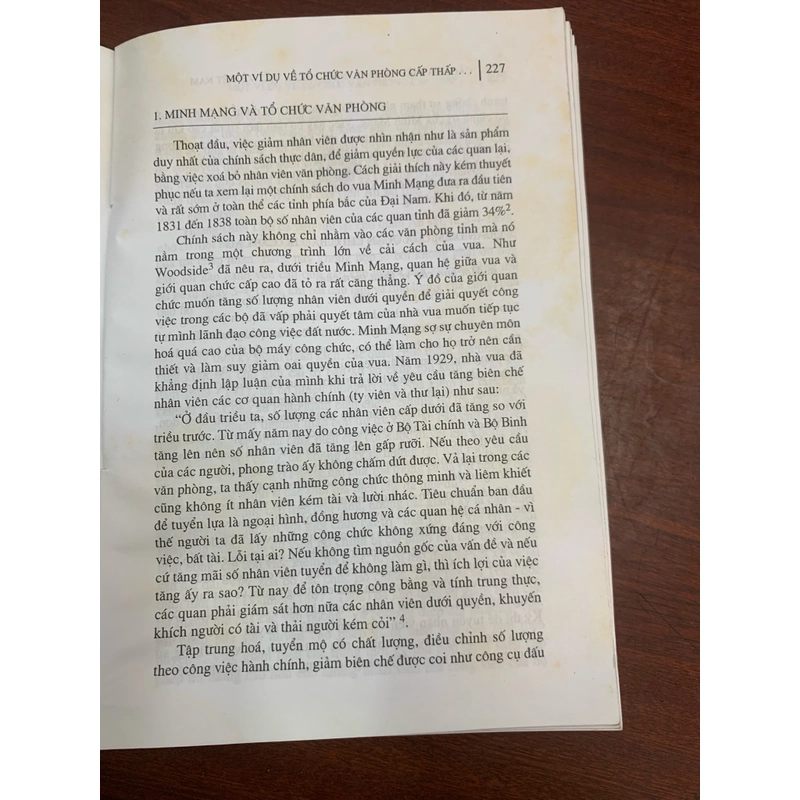 MỘT VÍ DỤ VỀ TỔ CHỨC VĂN PHÒNG CẤP THẤP . . . | 227
1. MINH MẠNG VÀ TỔ CHỨC VĂN PHÒNG
Thoạt đầu, việc giảm nhân viên được nhìn nhận như là sản phẩm
duy nhất của chính sách thực dân, để giảm quyền lực của các quan lại,
bằng việc xoá bỏ nhân viên văn phòng. Cách giải thích này kém thuyết
phục nếu ta xem lại một chính sách do vua Minh Mạng đưa ra đầu tiên
và rất sớm ở toàn thể các tỉnh phía bắc của Đại Nam. Khi đó, từ năm
1831 đến 1838 toàn bộ số nhân viên của các quan tỉnh đã giảm 34%².
Chính sách này không chỉ nhằm vào các văn phòng tỉnh mà nó
nằm trong một chương trình lớn về cải cách của vua. Như
Woodside³ đã nêu ra, dưới triều Minh Mạng, quan hệ giữa vua và
giới quan chức cấp cao đã tỏ ra rất căng thẳng. Ý đồ của giới quan
chức muốn tăng số lượng nhân viên dưới quyền để giải quyết công
việc trong các bộ đã vấp phải quyết tâm của nhà vua muốn tiếp tục
tự mình lãnh đạo công việc đất nước. Minh Mạng sợ sự chuyên môn
hoá quá cao của bộ máy công chức, có thể làm cho họ trở nên cần
thiết và làm suy giảm oai quyền của vua. Năm 1929, nhà vua đã
khẳng định lập luận của mình khi trả lời về yêu cầu tăng biên chế
nhân viên các cơ quan hành chính (ty viên và thư lại) như sau:
“Ở đầu triều ta, số lượng các nhân viên cấp dưới đã tăng so với
triều trước. Từ mấy năm nay do công việc ở Bộ Tài chính và Bộ Binh
tăng lên nên số nhân viên đã tăng lên gấp rưỡi. Nếu theo yêu cầu
của các người, phong trào ấy không chấm dứt được. Vả lại trong các
văn phòng, ta thấy cạnh những công chức thông minh và liêm khiết
cũng không ít nhân viên kém tài và lười nhác. Tiêu chuẩn ban đầu
để tuyển lựa là ngoại hình, đồng hương và các quan hệ cá nhân - vì
thế người ta đã lấy những công chức không xứng đáng với công
việc, bất tài. Lỗi tại ai? Nếu không tìm nguồn gốc của vấn đề và nếu
cứ tăng mãi số nhân viên tuyển để không làm gì, thì ích lợi của việc
tăng ấy ra sao? Từ nay để tôn trọng công bằng và tính trung thực,
các quan phải giám sát hơn nữa các nhân viên dưới quyền, khuyến
khích người có tài và thải người kém cỏi” ⁴.
Tập trung hoá, tuyển mộ có chất lượng, điều chỉnh số lượng
theo công việc hành chính, giảm biên chế được coi như công cụ đấu